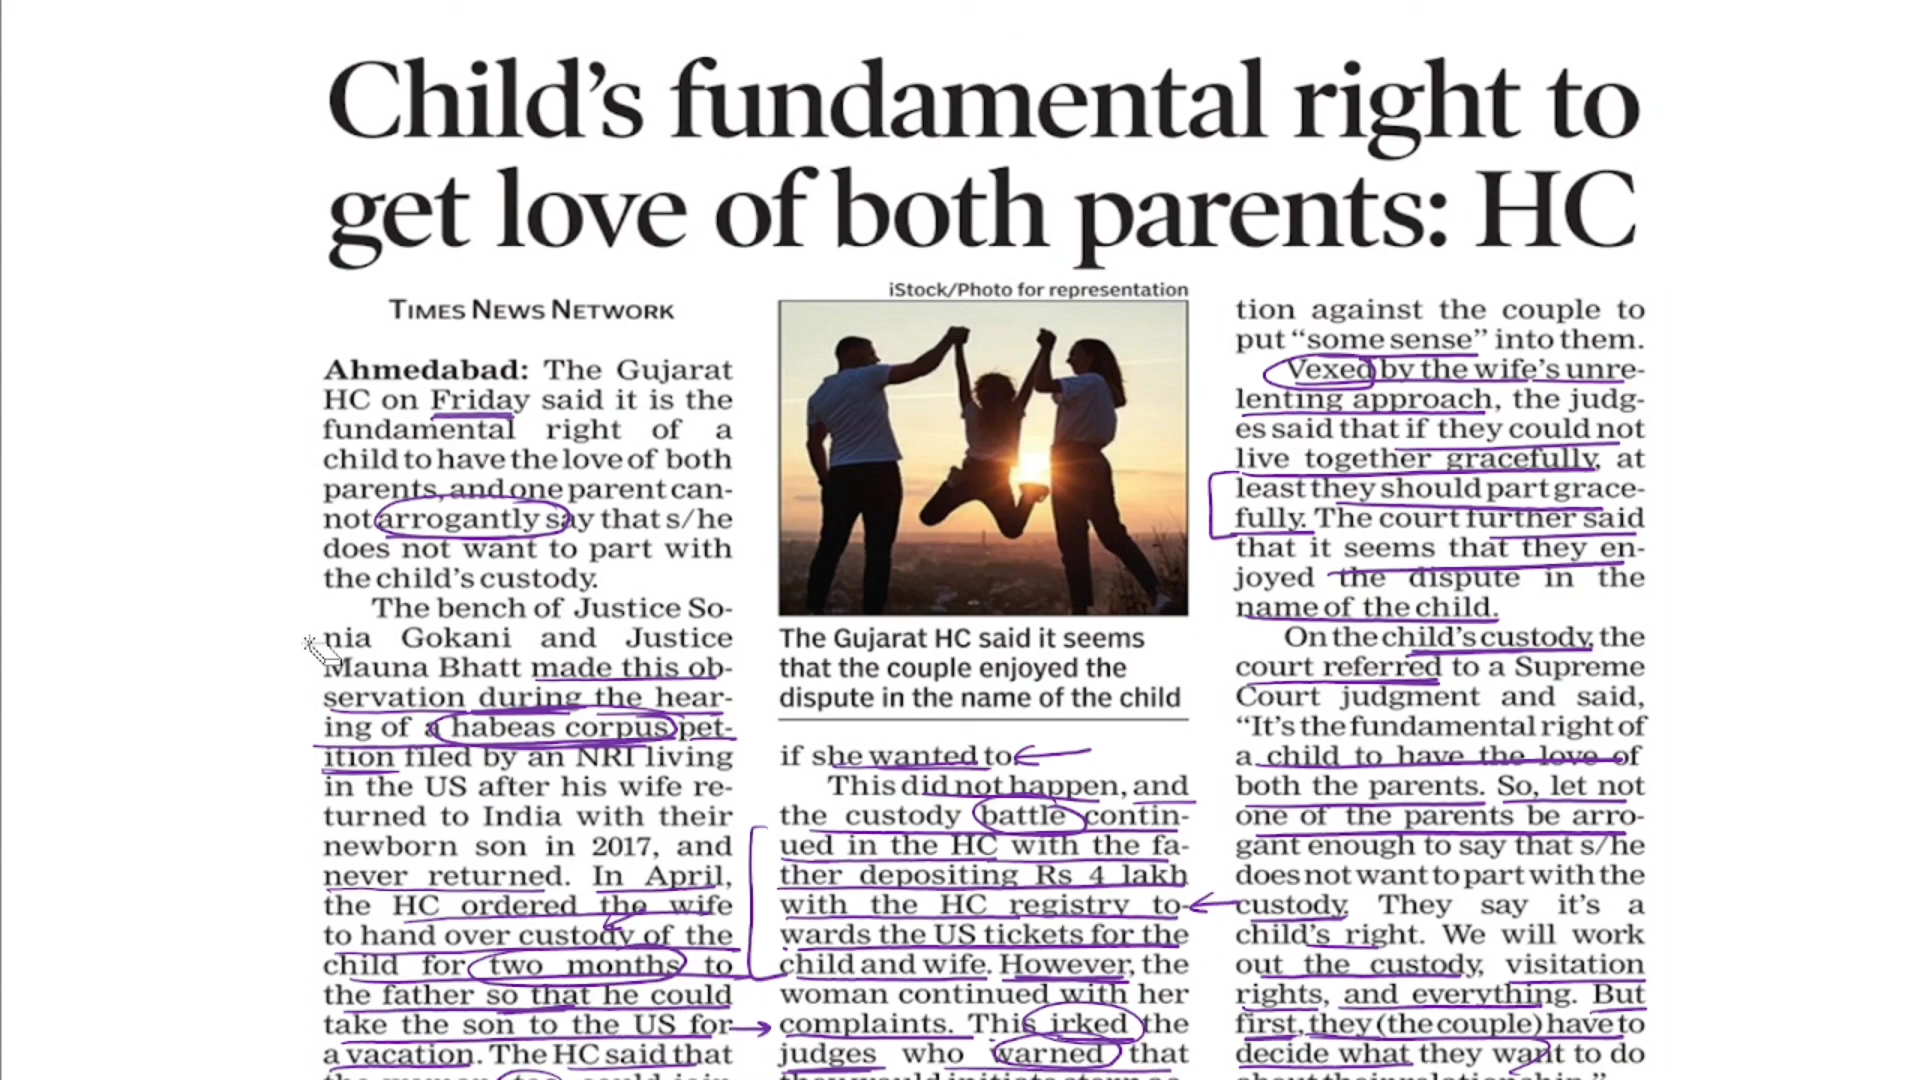 Child's fundamental right to
get love of both parents: HC
TIMES NEWS NETWORK
Ahmedabad: The Gujarat
HC on Friday said it is the
fundamental right of a
child to have the love of both
parents, and one parent can-
not arrogantly say that s/he
does not want to part with
the child's custody.
The bench of Justice So-
nia Gokani and Justice
Mauna Bhatt made this ob-
servation during the hear-
ing of a habeas corpus pet-
ition filed by an NRI living
in the US after his wife re-
turned to India with their
newborn son in 2017, and
never returned. In April,
the HC ordered the wife
to hand over custody of the
child for two months to
the father so that he could
take the son to the US for
a vacation. The HC said that
iStock/Photo for representation
The Gujarat HC said it seems
that the couple enjoyed the
dispute in the name of the child
if she wanted to.
This did not happen, and
the custody battle contin-
ued in the HC with the fa-
ther depositing Rs 4 lakh
with the HC registry to-
wards the US tickets for the
child and wife. However, the
woman continued with her
complaints. This irked the
judges who warned that
tion against the couple to
put "some sense" into them.
Vexed by the wife's unre-
lenting approach, the judg-
es said that if they could not
live together gracefully, at
least they should part grace-
fully. The court further said
that it seems that they en-
joyed the dispute in the
name of the child.
On the child's custody, the
court referred to a Supreme
Court judgment and said,
"It's the fundamental right of
a child to have the love of
both the parents. So, let not
one of the parents be arro-
gant enough to say that s/he
does not want to part with the
custody. They say it's a
child's right. We will work
out the custody, visitation
rights, and everything. But
first, they (the couple) have to
decide what they want to do